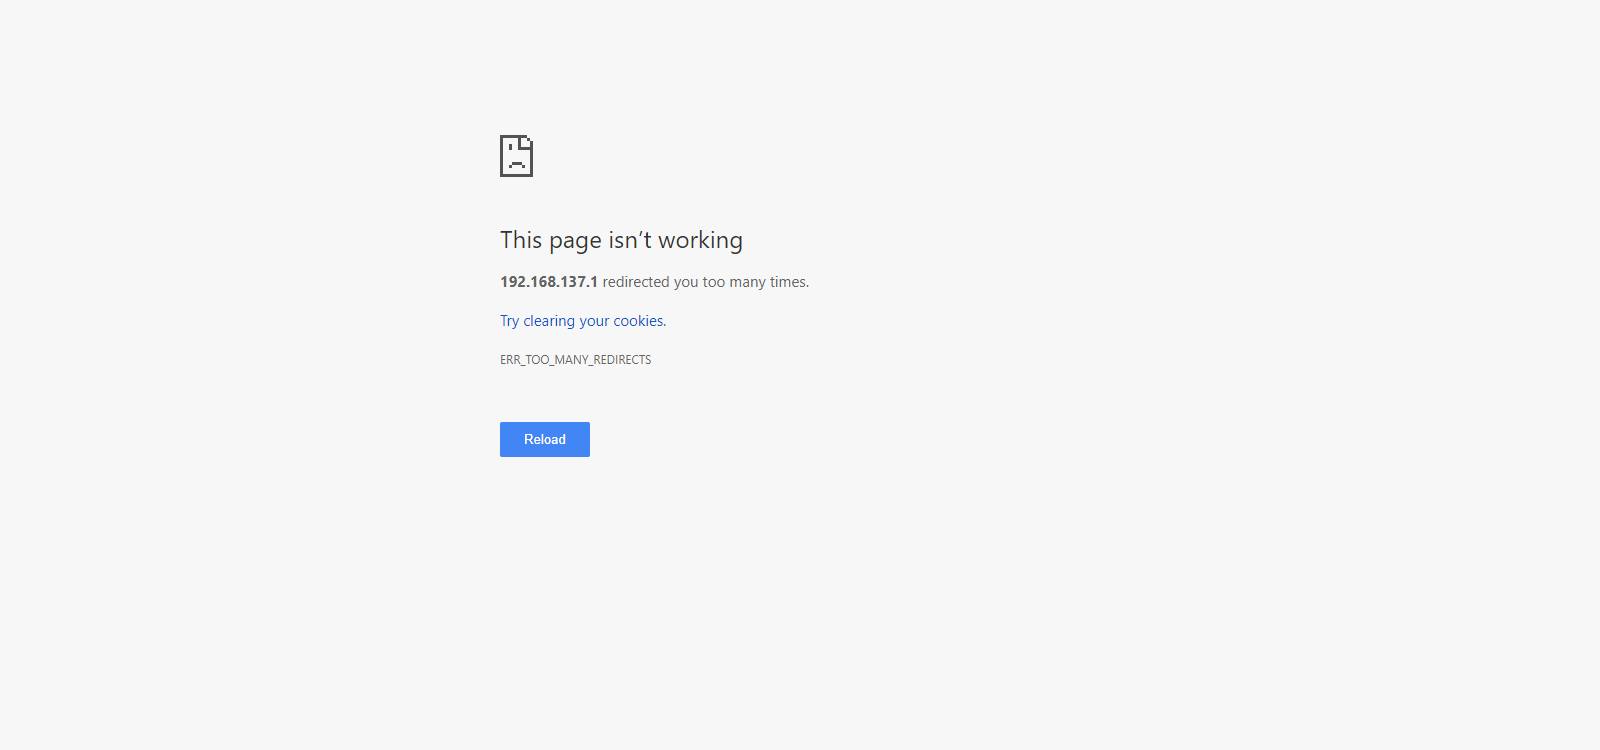 This page isn’t working
192.168.137.1 redirected you too many times.
Try clearing your cookies.
ERR_TOO_MANY_REDIRECTS
Reload